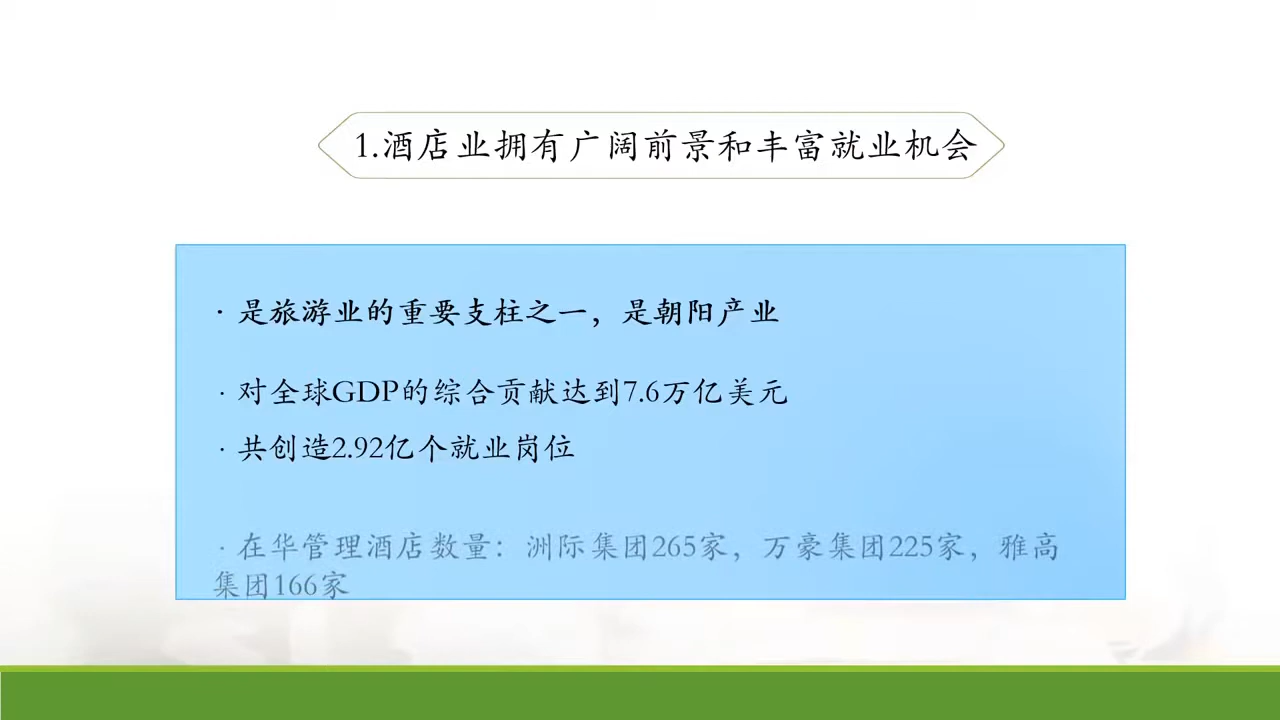 1.酒店业拥有广阔前景和丰富就业机会
· 是旅游业的重要支柱之一，是朝阳产业
· 对全球GDP的综合贡献达到7.6万亿美元
· 共创造2.92亿个就业岗位
· 在华管理酒店数量：洲际集团265家，万豪集团225家，雅高
集团166家